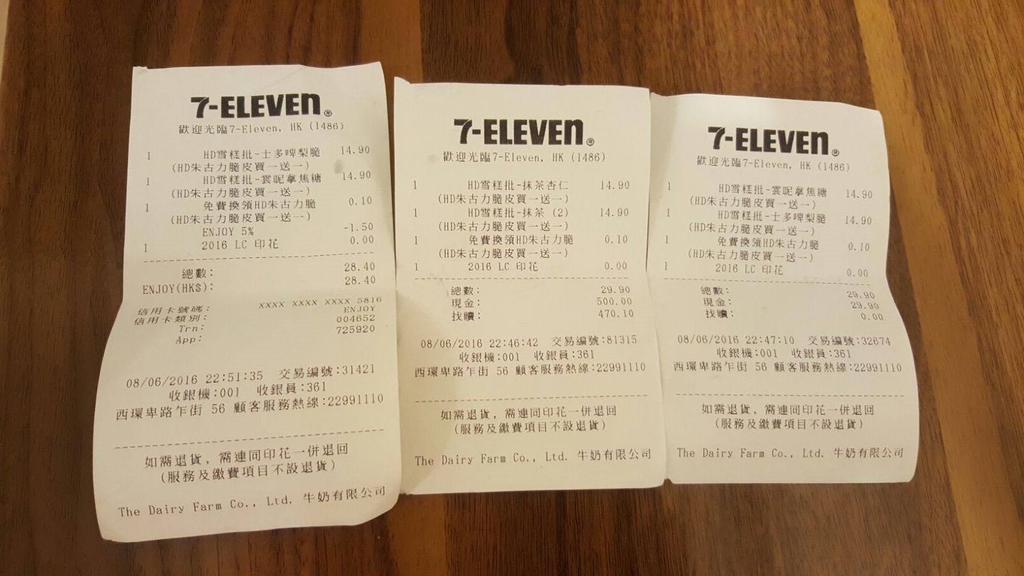 7-ELEVEN®
歡迎光臨7-Eleven, HK (1486)
1 HD雪糕批-士多啤梨脆 14.90
(HD朱古力脆皮買一送一)
1 HD雪糕批-雲呢拿焦糖 14.90
(HD朱古力脆皮買一送一)
1 免費換領HD朱古力脆 0.10
(HD朱古力脆皮買一送一)
ENJOY 5% -1.50
1 2016 LC 印花 0.00
總數: 28.40
ENJOY(HK$): 28.40
信用卡號碼: XXXX XXXX XXXX 5816
信用卡類別: ENJOY
Trn: 004652
App: 725920
08/06/2016 22:51:35 交易編號:31421
收銀機:001 收銀員:361
西環卑路乍街 56 顧客服務熱線:22991110
如需退貨, 需連同印花一併退回
(服務及繳費項目不設退貨)
The Dairy Farm Co., Ltd. 牛奶有限公司
7-ELEVEN®
歡迎光臨7-Eleven, HK (1486)
1 HD雪糕批-抹茶杏仁 14.90
(HD朱古力脆皮買一送一)
1 HD雪糕批-抹茶 (2) 14.90
(HD朱古力脆皮買一送一)
1 免費換領HD朱古力脆 0.10
(HD朱古力脆皮買一送一)
1 2016 LC 印花 0.00
總數: 29.90
現金: 500.00
找續: 470.10
08/06/2016 22:46:42 交易編號:81315
收銀機:001 收銀員:361
西環卑路乍街 56 顧客服務熱線:22991110
如需退貨, 需連同印花一併退回
(服務及繳費項目不設退貨)
The Dairy Farm Co., Ltd. 牛奶有限公司
7-ELEVEN®
歡迎光臨7-Eleven, HK (1486)
1 HD雪糕批-雲呢拿焦糖 14.90
(HD朱古力脆皮買一送一)
1 HD雪糕批-士多啤梨脆 14.90
(HD朱古力脆皮買一送一)
1 免費換領HD朱古力脆 0.10
(HD朱古力脆皮買一送一)
1 2016 LC 印花 0.00
總數: 29.90
現金: 29.90
找續: 0.00
08/06/2016 22:47:10 交易編號:32674
收銀機:001 收銀員:361
西環卑路乍街 56 顧客服務熱線:22991110
如需退貨, 需連同印花一併退回
(服務及繳費項目不設退貨)
The Dairy Farm Co., Ltd. 牛奶有限公司